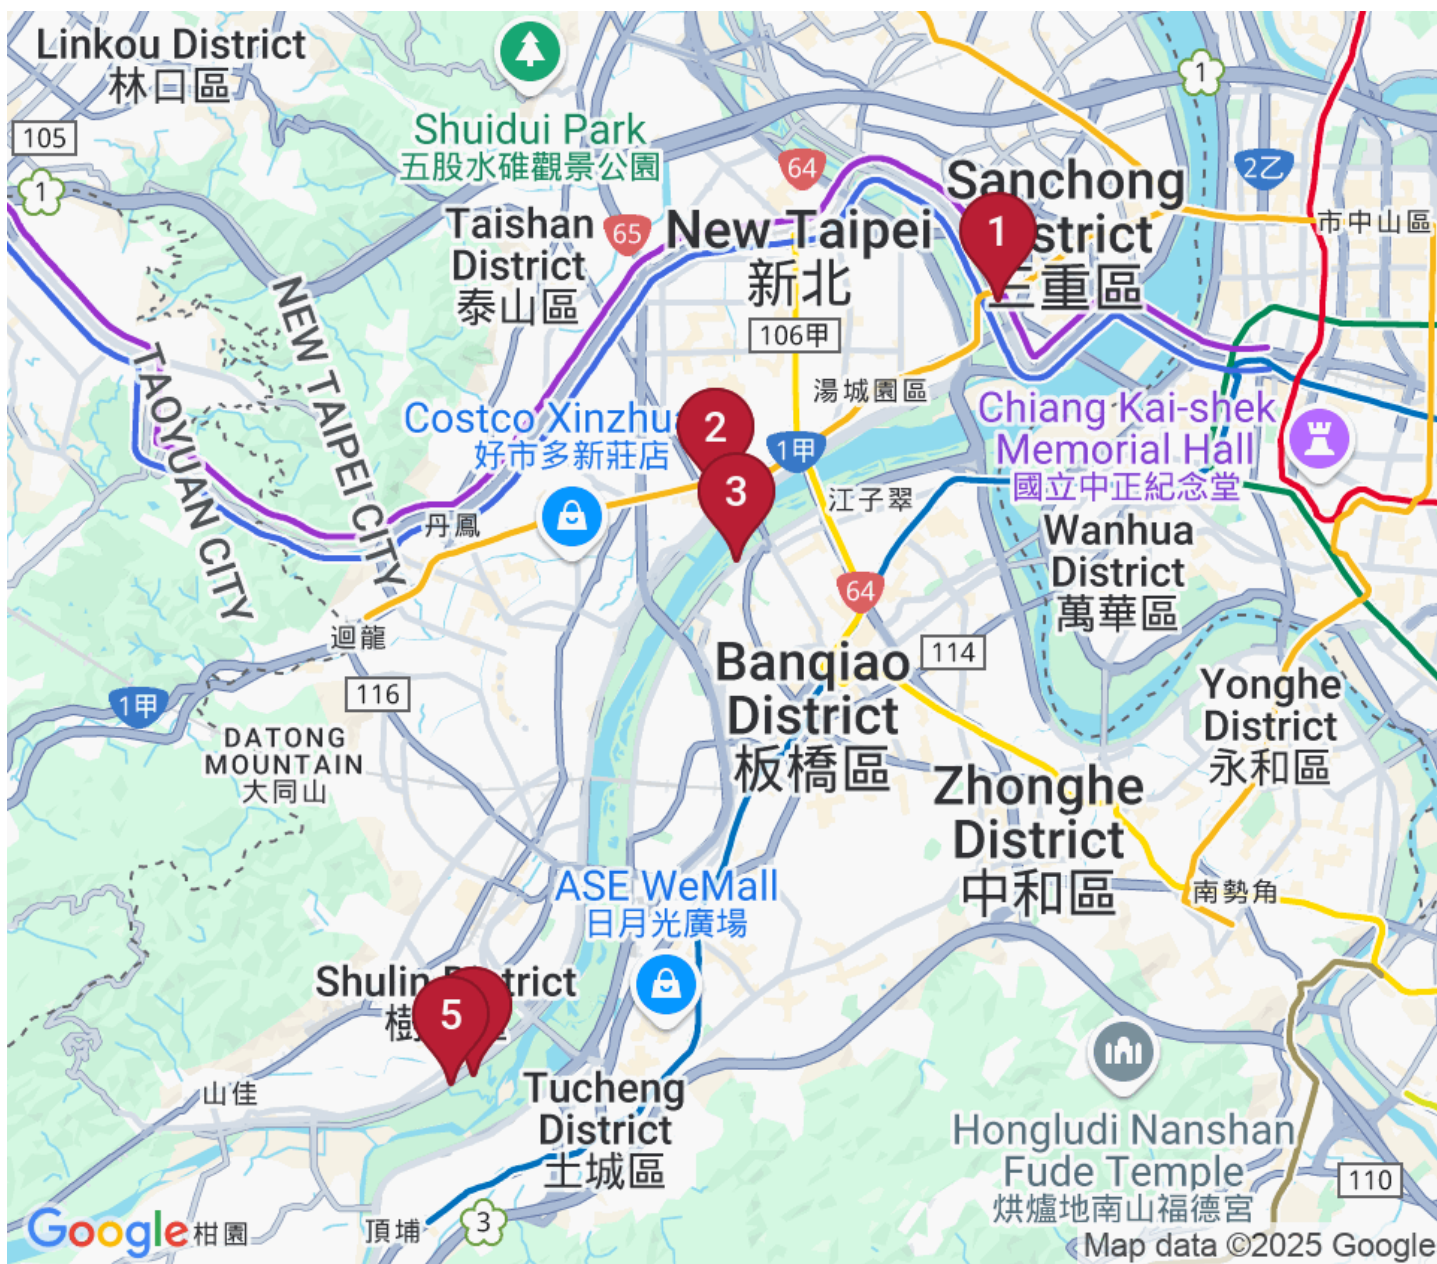 Linkou District
林口區
105
1
Shuidui Park
五股水碓觀景公園
64
1
2乙
Taishan
District
泰山區
65
New Taipei
新北
Sanchong
strict
三重區
1
市中山區
106甲
NEW TAIPEI CITY
TAOYUAN CITY
湯城園區
Costco Xinzhu
好市多新莊店
2
1甲
Chiang Kai-shek
Memorial Hall
國立中正紀念堂
3
江子翠
丹鳳
Wanhua
District
萬華區
64
迴龍
114
Banqiao
District
板橋區
116
1甲
Yonghe
District
永和區
DATONG
MOUNTAIN
大同山
Zhonghe
District
中和區
ASE WeMall
日月光廣場
南勢角
Shulin District
樹
5
山佳
Tucheng
District
土城區
Hongludi Nanshan
Fude Temple
烘爐地南山福德宮
110
Google
柑園
頂埔
3
Map data ©2025 Google